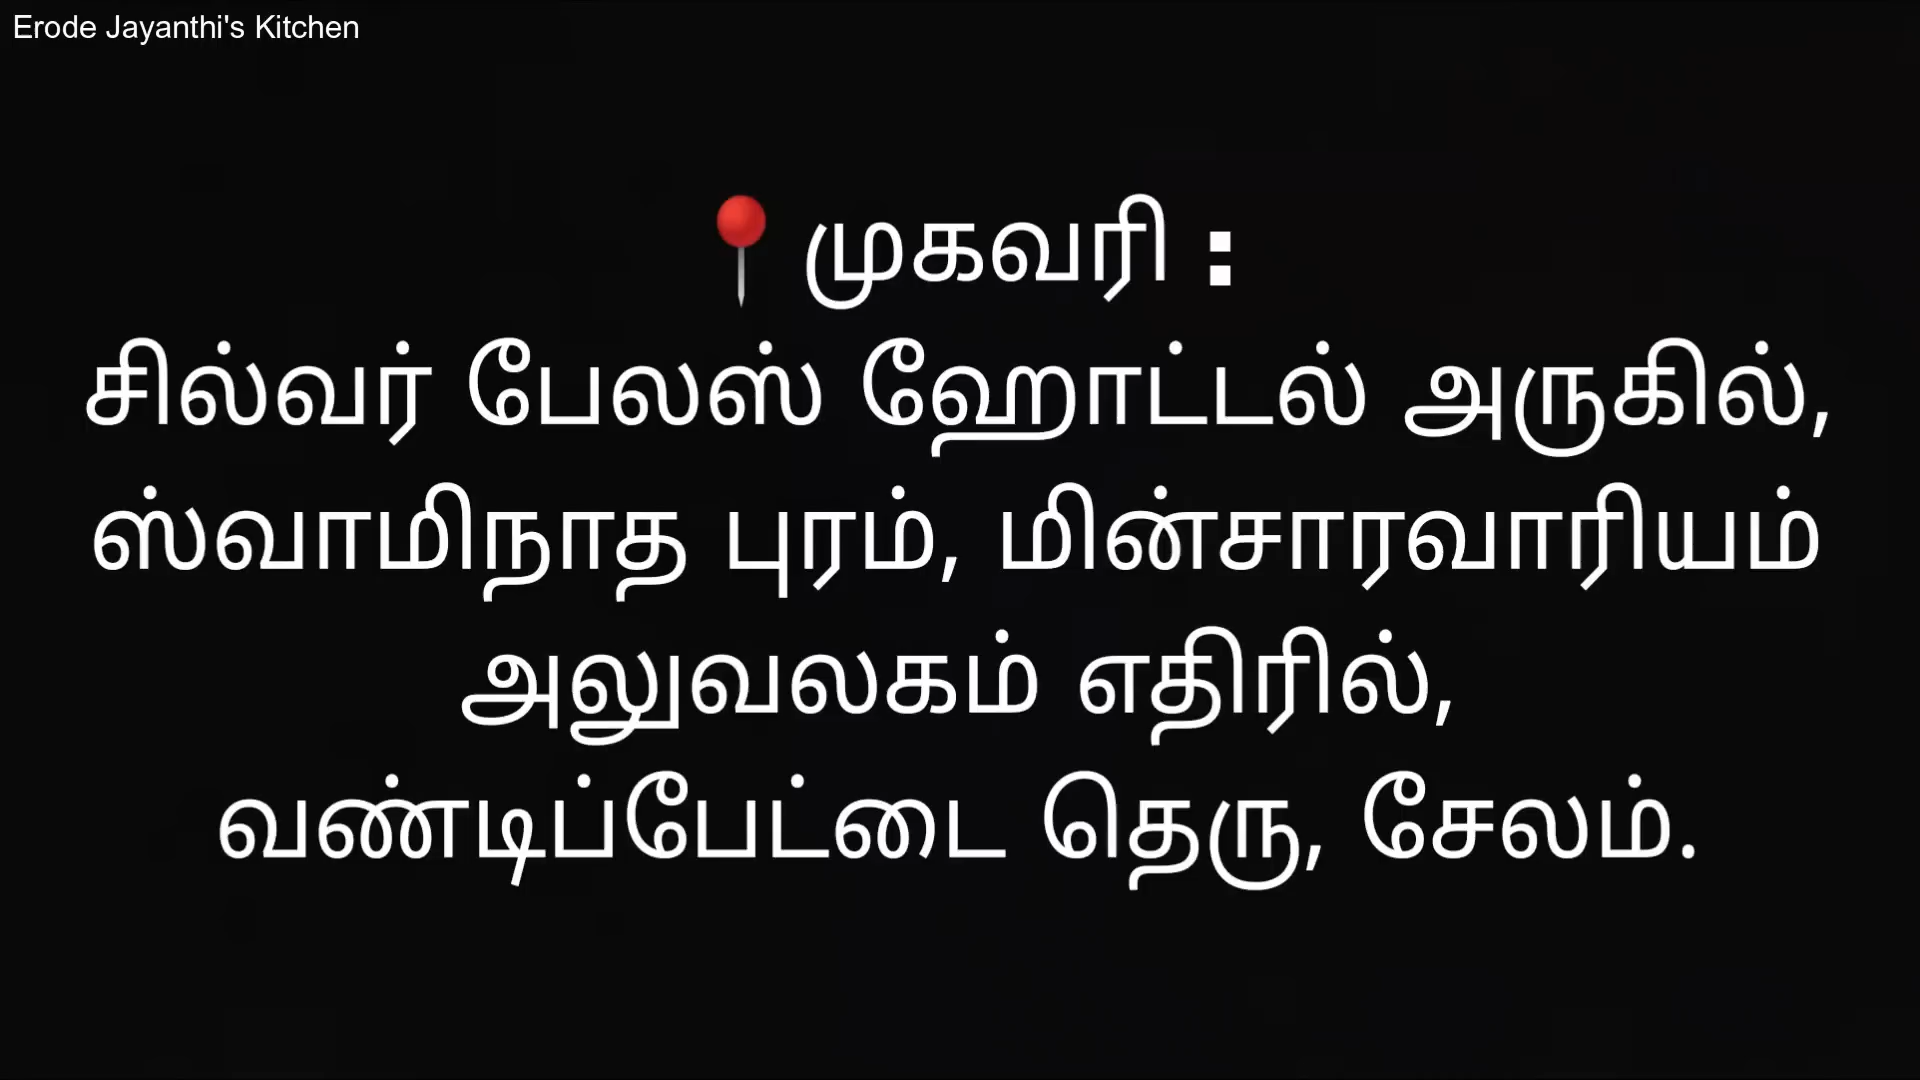 Erode Jayanthi's Kitchen
📍முகவரி :
சில்வர் பேலஸ் ஹோட்டல் அருகில்,
ஸ்வாமிநாத புரம், மின்சாரவாரியம்
அலுவலகம் எதிரில்,
வண்டிப்பேட்டை தெரு, சேலம்.